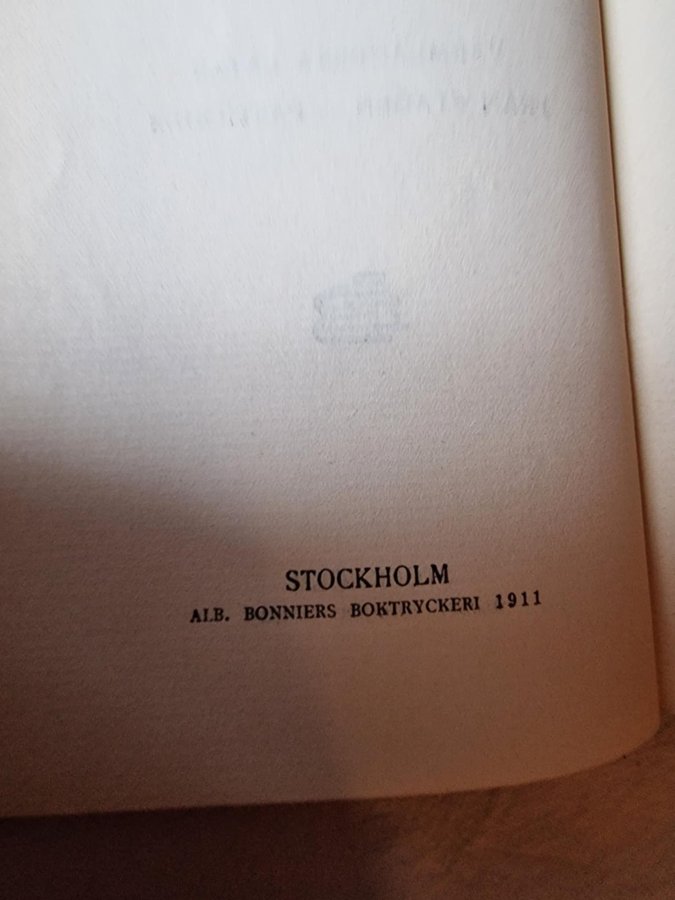 STOCKHOLM
ALB. BONNIERS BOKTRYCKERI 1911